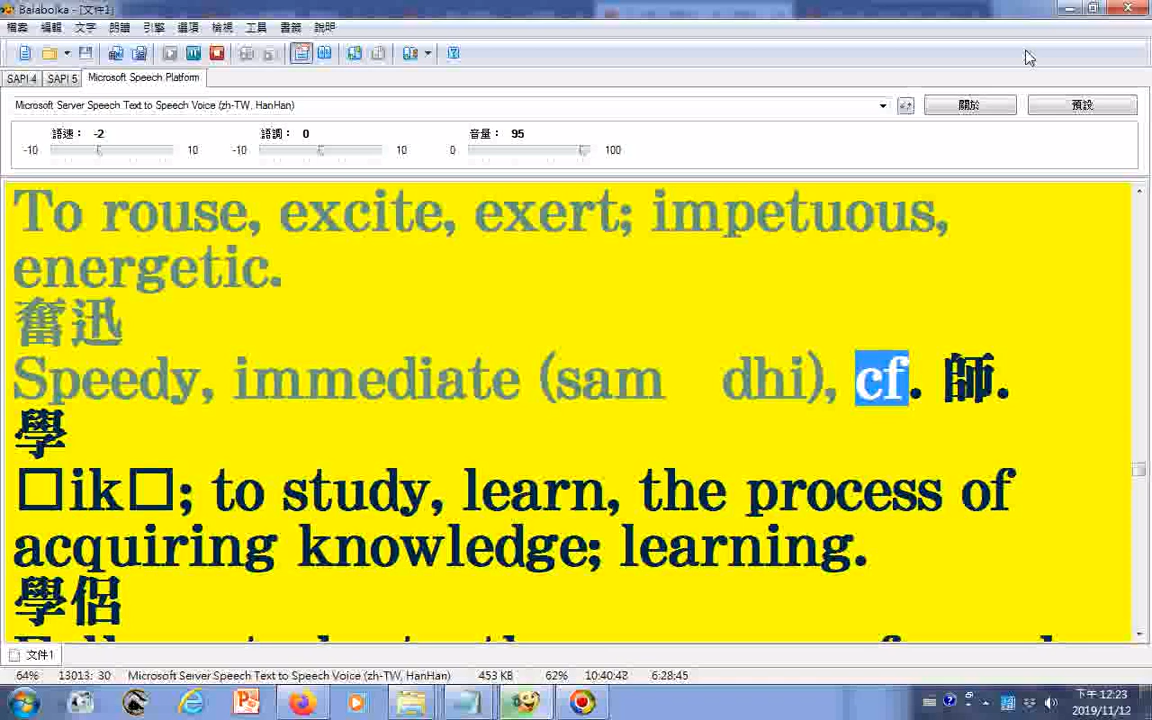 Balabolka - [文件1]
檔案 編輯 文字 朗讀 引擎 選項 檢視 工具 書籤 說明
SAPI 4 SAPI 5 Microsoft Speech Platform
Microsoft Server Speech Text to Speech Voice (zh-TW, HanHan) 關於 預設
語速： -2 語調： 0 音量： 95
-10 10 -10 10 0 100
To rouse, excite, exert; impetuous,
energetic.
奮迅
Speedy, immediate (sam dhi), cf. 師.
學
□ik□; to study, learn, the process of
acquiring knowledge; learning.
學侶
文件1
64% 13013: 30 Microsoft Server Speech Text to Speech Voice (zh-TW, HanHan) 453 KB 62% 10:40:48 6:28:45
下午 12:23
2019/11/12